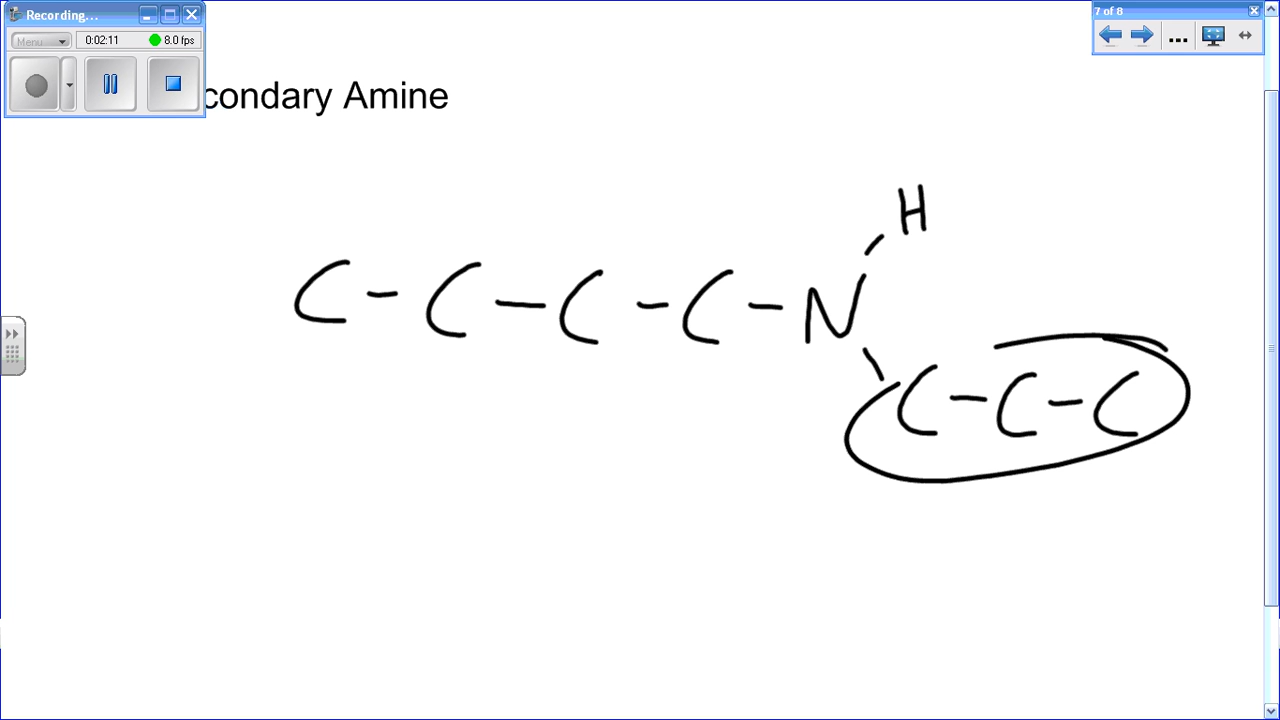 Recording...
7 of 8
Menu
0:02:11
8.0 fps
condary Amine
H
C - C - C - C - N
C - C - C